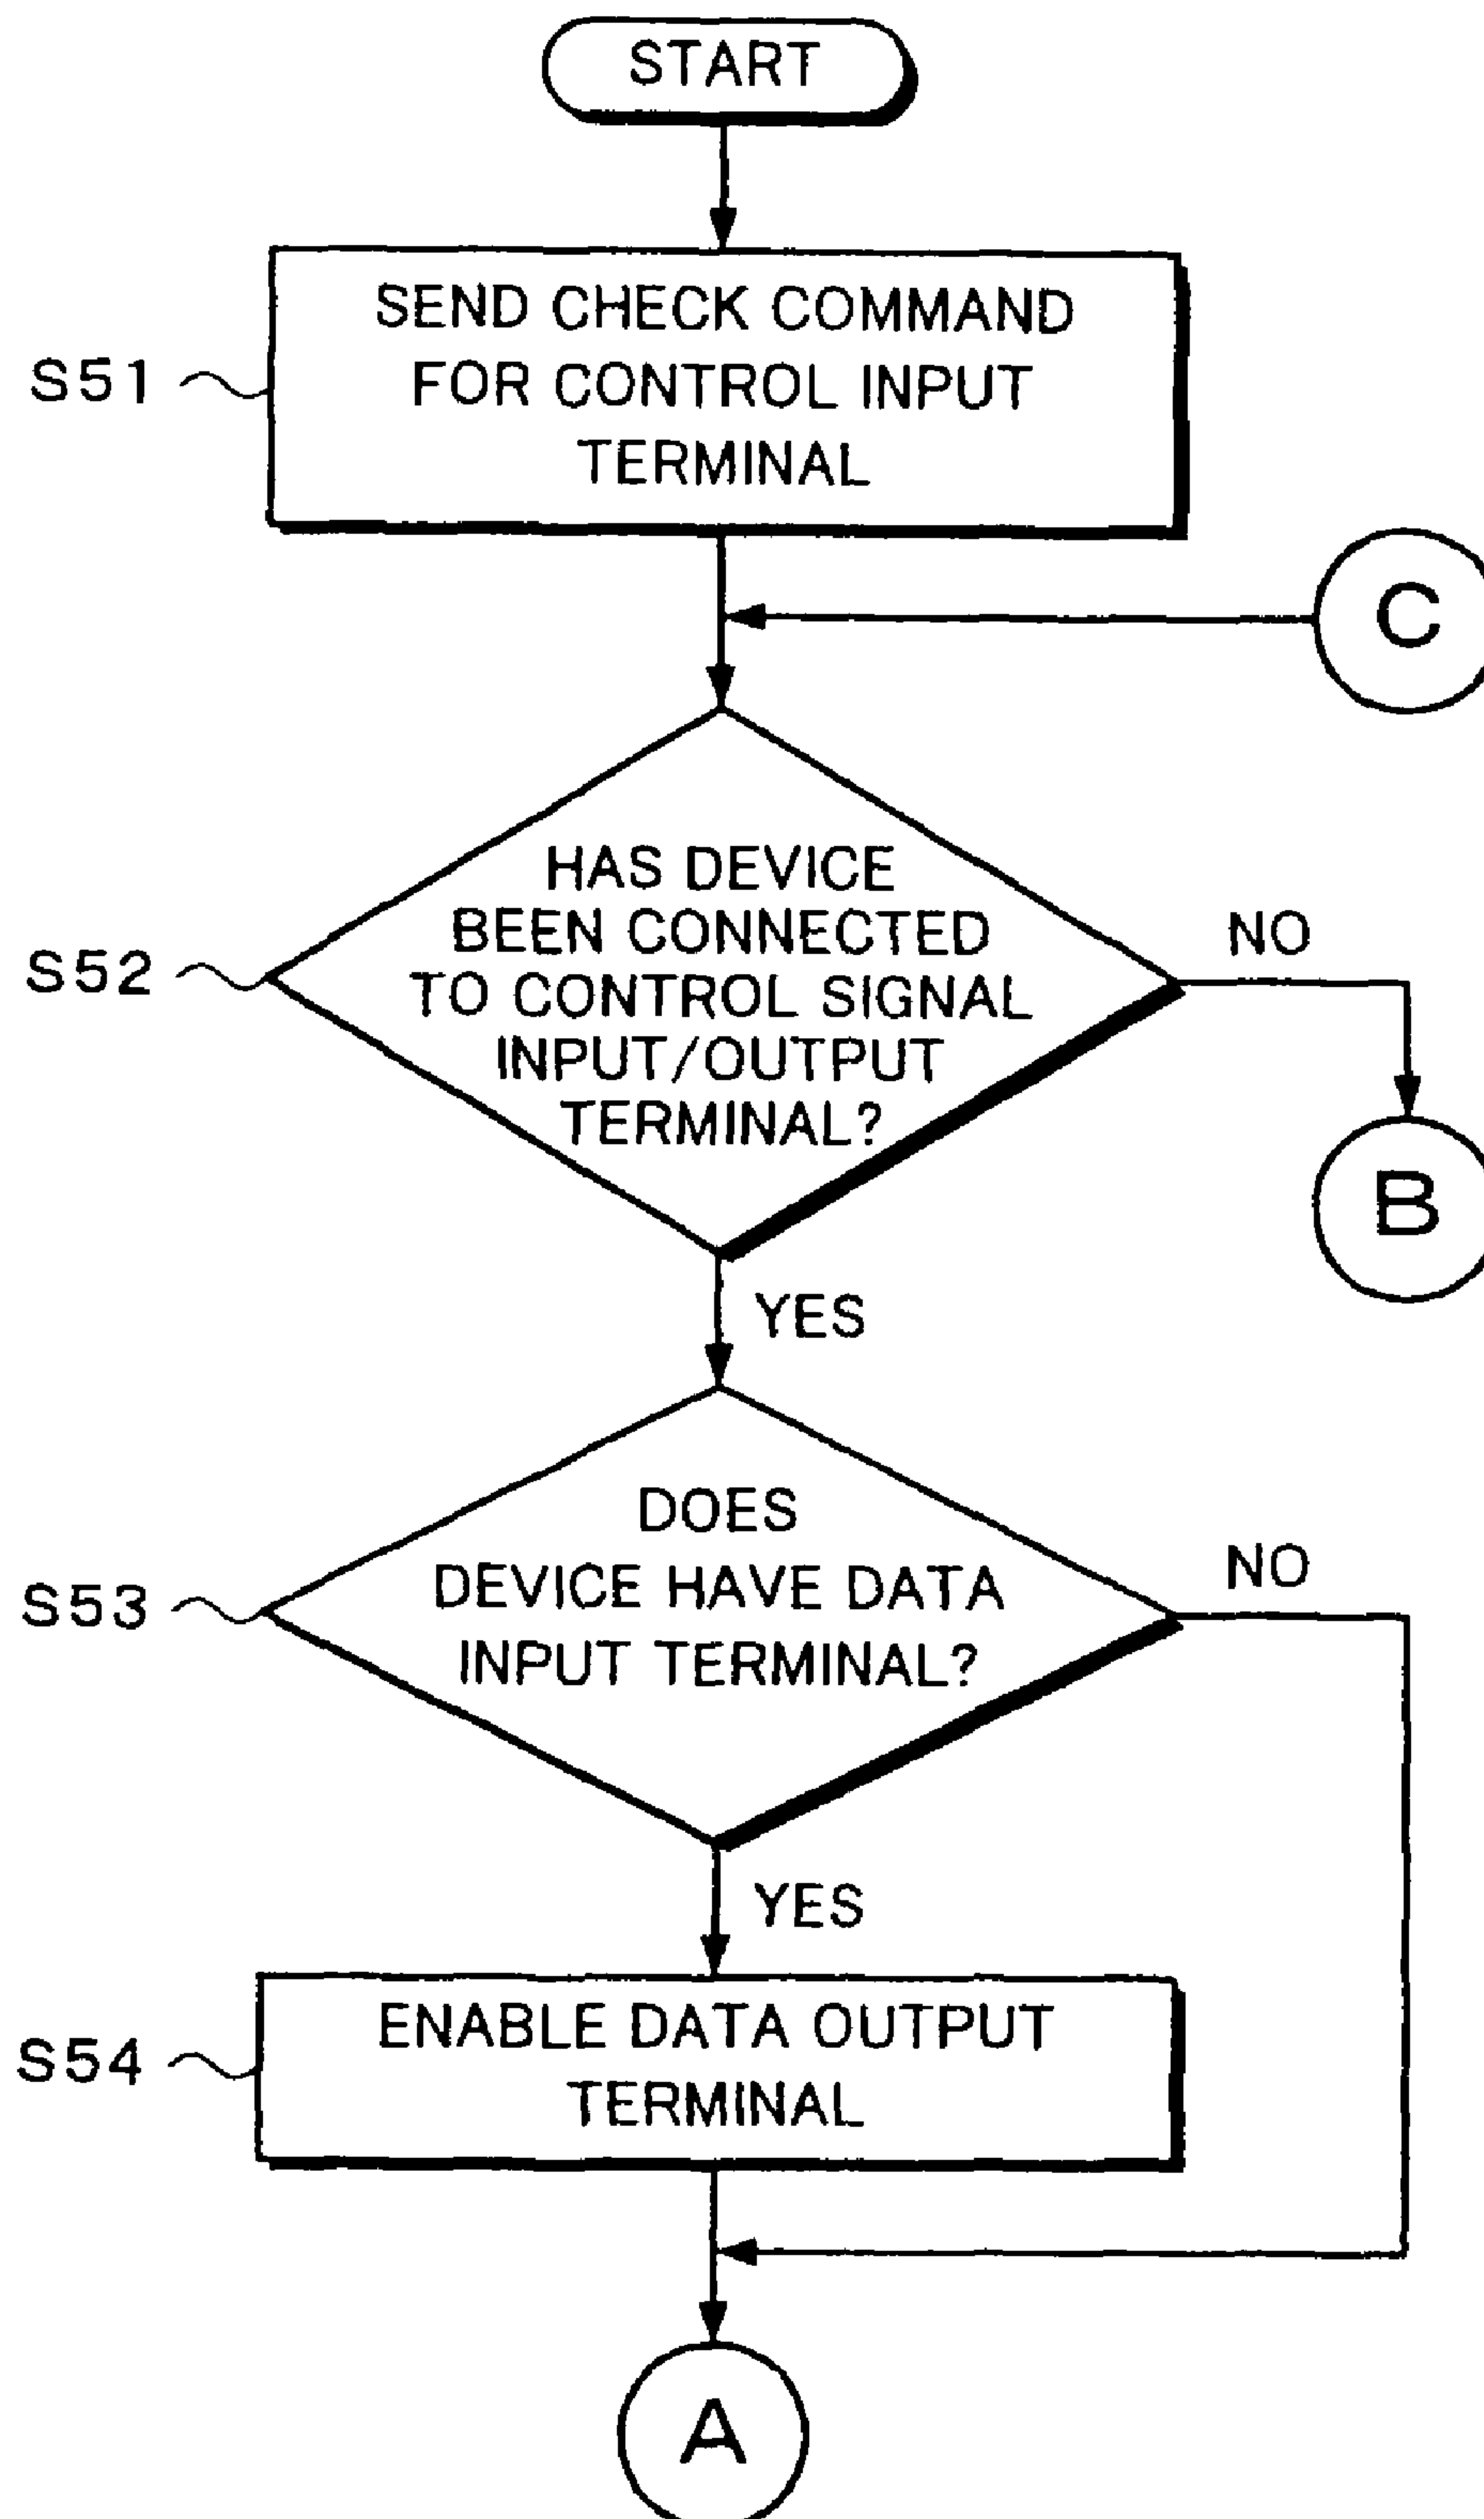 START
SEND CHECK COMMAND
FOR CONTROL INPUT
TERMINAL
S51
C
HAS DEVICE
BEEN CONNECTED
TO CONTROL SIGNAL
INPUT/OUTPUT
TERMINAL?
S52
NO
B
YES
DOES
DEVICE HAVE DATA
INPUT TERMINAL?
S53
NO
YES
ENABLE DATA OUTPUT
TERMINAL
S54
A